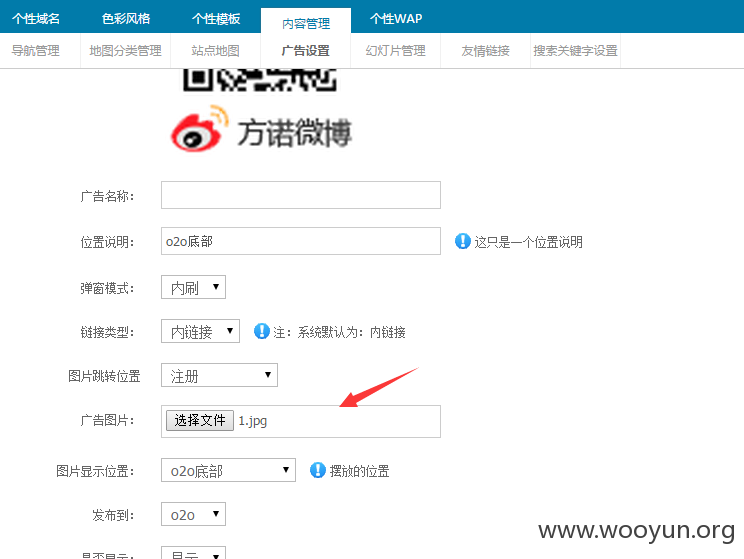 个性域名 色彩风格 个性模板 内容管理 个性WAP
导航管理 地图分类管理 站点地图 广告设置 幻灯片管理 友情链接 搜索关键字设置
方诺微博
广告名称：
位置说明： o2o底部 这只是一个位置说明
弹窗模式： 内刷
链接类型： 内链接 注：系统默认为：内链接
图片跳转位置 注册
广告图片： 选择文件 1.jpg
图片显示位置： o2o底部 摆放的位置
发布到： o2o
是否显示： 显示
www.wooyun.org